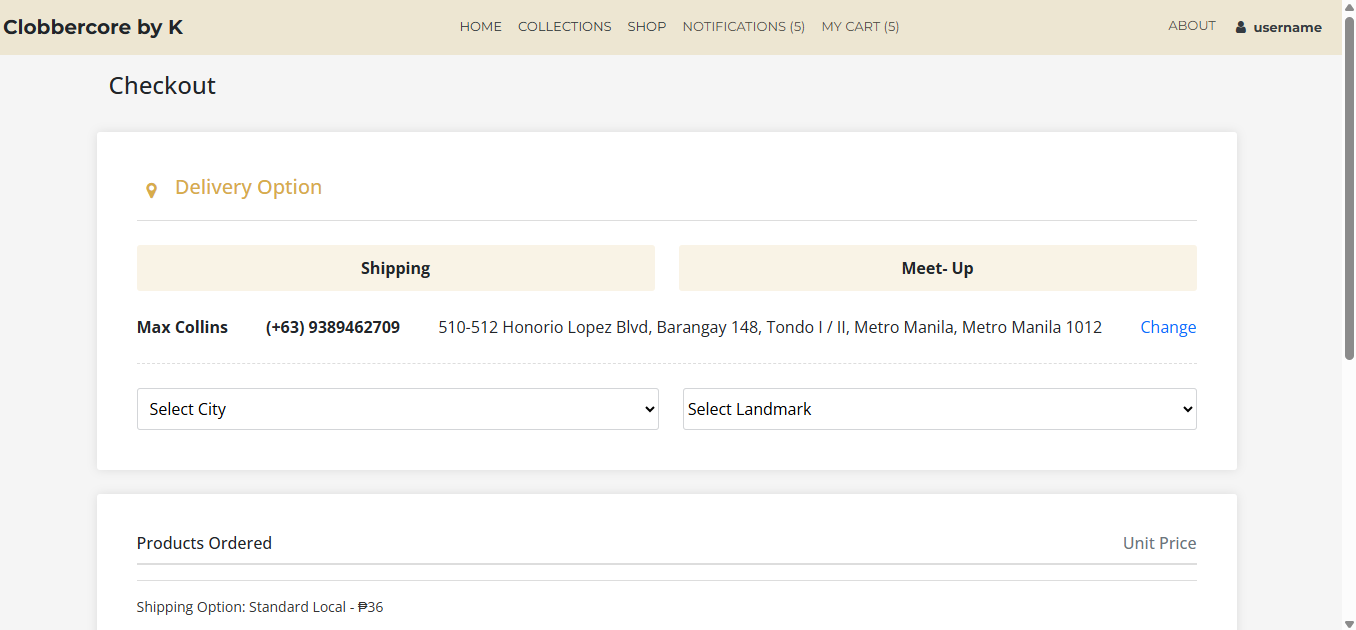 Clobbercore by K HOME COLLECTIONS SHOP NOTIFICATIONS (5) MY CART (5) ABOUT username
Checkout
Delivery Option
Shipping Meet- Up
Max Collins (+63) 9389462709 510-512 Honorio Lopez Blvd, Barangay 148, Tondo I / II, Metro Manila, Metro Manila 1012 Change
Select City Select Landmark
Products Ordered Unit Price
Shipping Option: Standard Local - ₱36